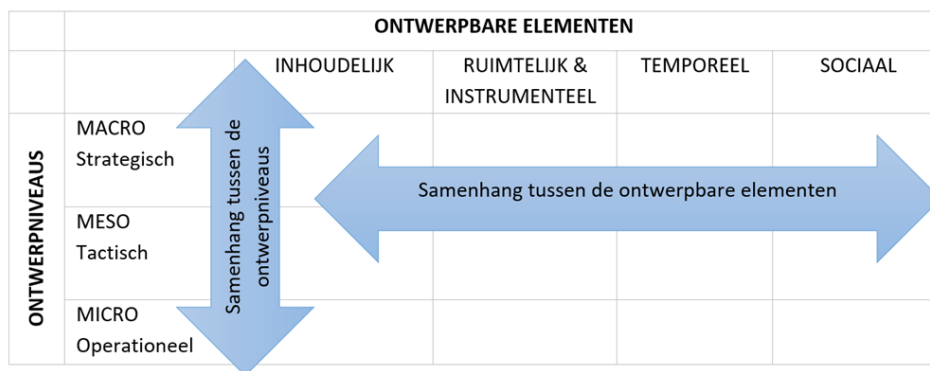 ONTWERPBARE ELEMENTEN
INHOUDELIJK
RUIMTELIJK &
INSTRUMENTEEL
TEMPOREEL
SOCIAAL
ONTWERPNIVEAUS
MACRO
Strategisch
MESO
Tactisch
MICRO
Operationeel
Samenhang tussen de
ontwerpniveaus
Samenhang tussen de ontwerpbare elementen